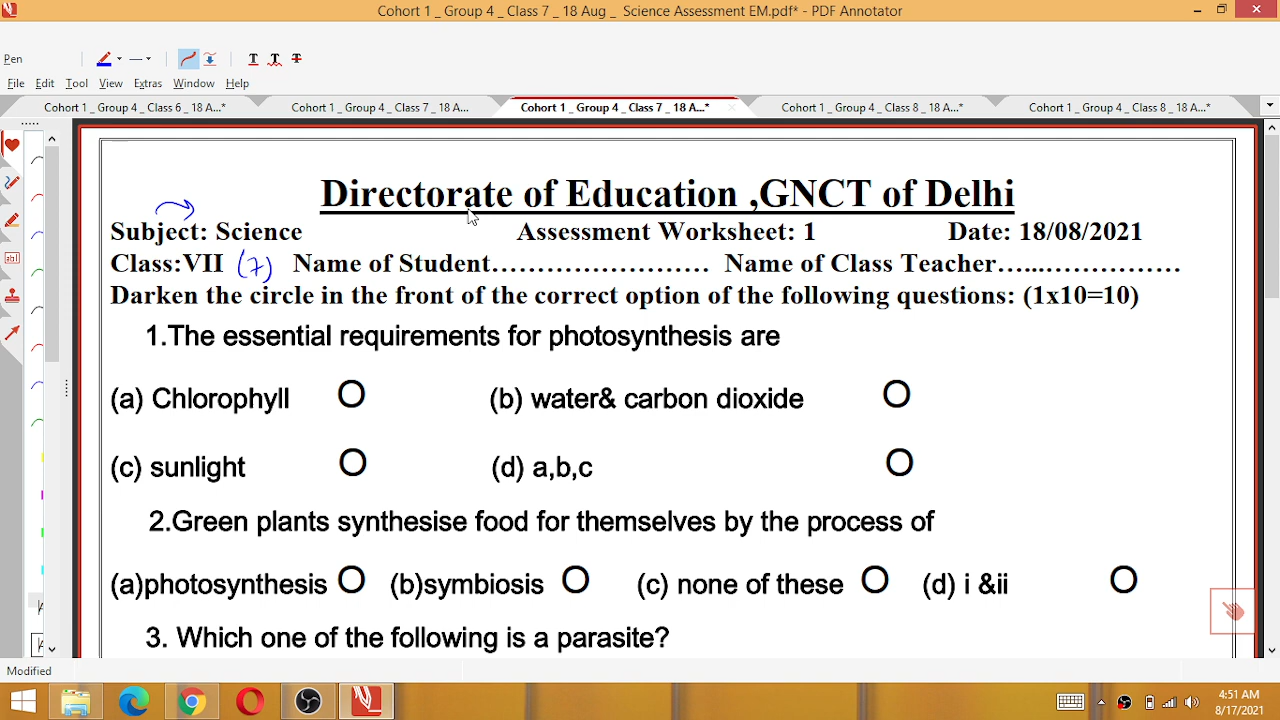 Cohort 1 _ Group 4 _ Class 7 _ 18 Aug _ Science Assessment EM.pdf* - PDF Annotator
Pen
File Edit Tool View Extras Window Help
Cohort 1 _ Group 4 _ Class 6 _ 18 A...* Cohort 1 _ Group 4 _ Class 7 _ 18 A... Cohort 1 _ Group 4 _ Class 7 _ 18 A...* Cohort 1 _ Group 4 _ Class 8 _ 18 A...* Cohort 1 _ Group 4 _ Class 8 _ 18 A...*
Directorate of Education ,GNCT of Delhi
Subject: Science Assessment Worksheet: 1 Date: 18/08/2021
Class:VII (7) Name of Student........................ Name of Class Teacher.....................
Darken the circle in the front of the correct option of the following questions: (1x10=10)
1.The essential requirements for photosynthesis are
(a) Chlorophyll O (b) water& carbon dioxide O
(c) sunlight O (d) a,b,c O
2.Green plants synthesise food for themselves by the process of
(a)photosynthesis O (b)symbiosis O (c) none of these O (d) i &ii O
3. Which one of the following is a parasite?
Modified
4:51 AM
8/17/2021